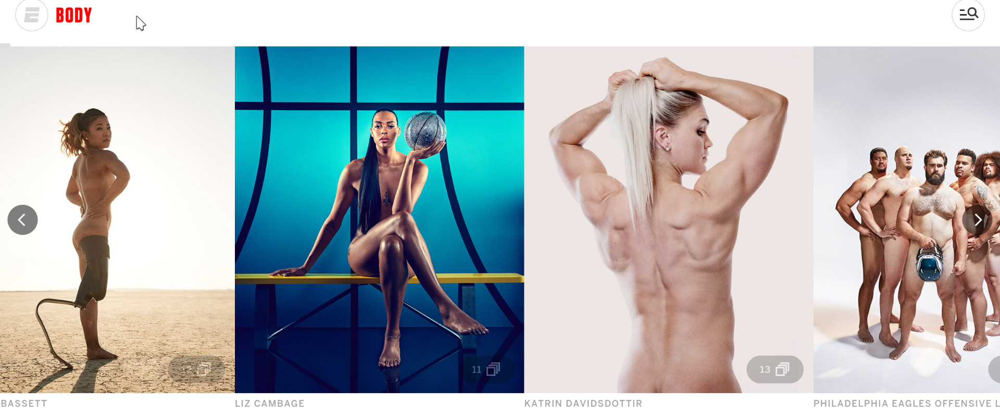 E BODY
12
11
13
BASSETT
LIZ CAMBAGE
KATRIN DAVIDSDOTTIR
PHILADELPHIA EAGLES OFFENSIVE L